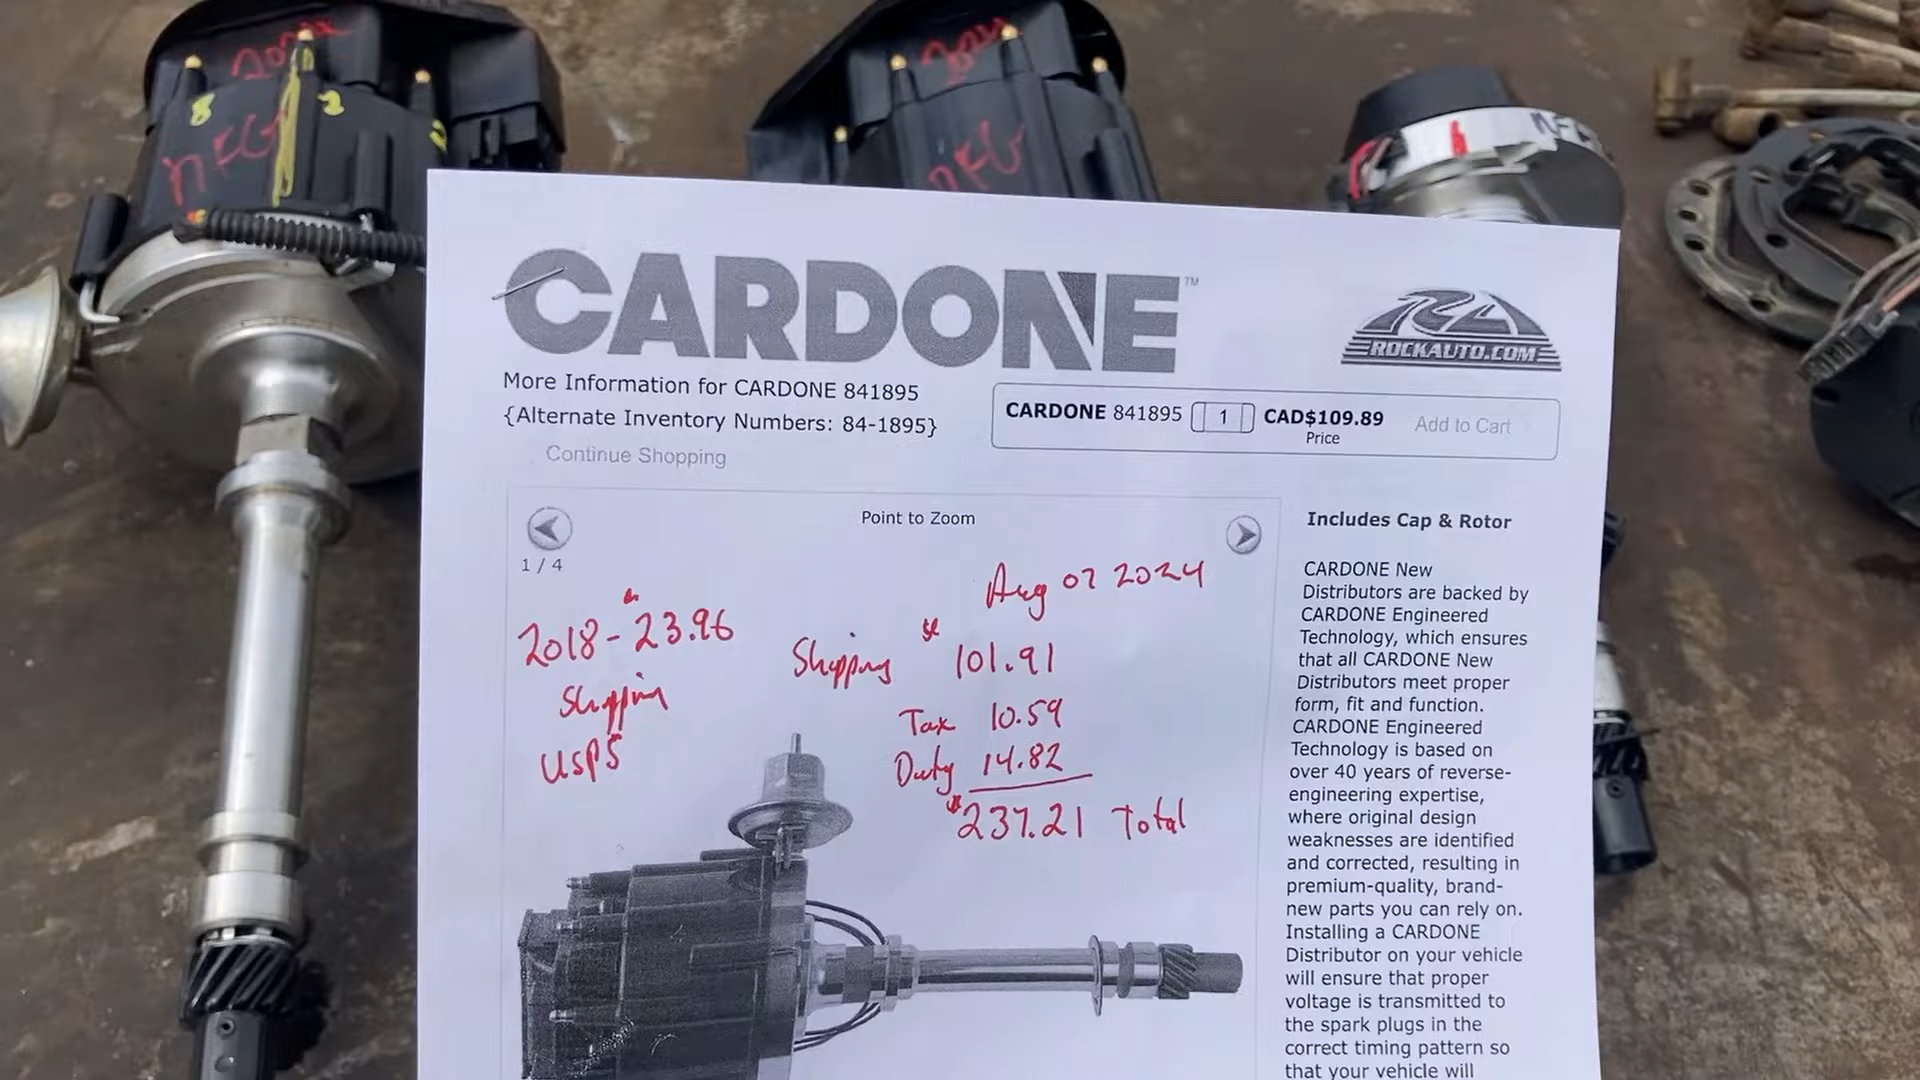 8
2
NFG
NFG
6
CARDONE™
ROCKAUTO.COM
More Information for CARDONE 841895
{Alternate Inventory Numbers: 84-1895}
Continue Shopping
CARDONE 841895 1 CAD$109.89
Price
Add to Cart
Point to Zoom
1 / 4
Aug 07 2024
2018 - 23.96
Shipping
USPS
Shipping $ 101.91
Tax 10.59
Duty 14.82
$237.21 Total
Includes Cap & Rotor
CARDONE New
Distributors are backed by
CARDONE Engineered
Technology, which ensures
that all CARDONE New
Distributors meet proper
form, fit and function.
CARDONE Engineered
Technology is based on
over 40 years of reverse-
engineering expertise,
where original design
weaknesses are identified
and corrected, resulting in
premium-quality, brand-
new parts you can rely on.
Installing a CARDONE
Distributor on your vehicle
will ensure that proper
voltage is transmitted to
the spark plugs in the
correct timing pattern so
that your vehicle will